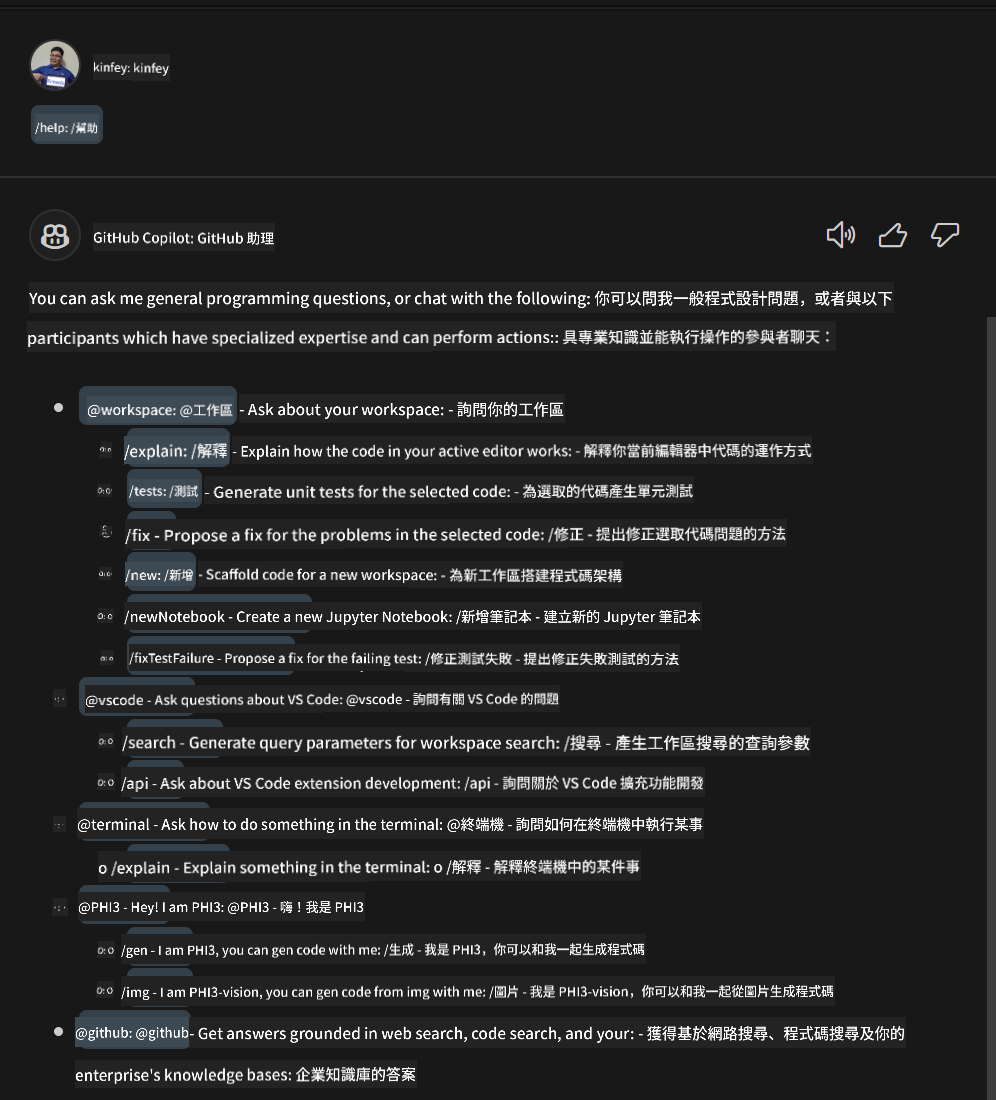 kinfey: kinfey
/help: /幫助
GitHub Copilot: GitHub 助理
You can ask me general programming questions, or chat with the following: 你可以問我一般程式設計問題，或者與以下
participants which have specialized expertise and can perform actions:: 具專業知識並能執行操作的參與者聊天：
@workspace: @工作區 - Ask about your workspace: - 詢問你的工作區
/explain: /解釋 - Explain how the code in your active editor works: - 解釋你當前編輯器中代碼的運作方式
/tests: /測試 - Generate unit tests for the selected code: - 為選取的代碼產生單元測試
/fix - Propose a fix for the problems in the selected code: /修正 - 提出修正選取代碼問題的方法
/new: /新增 - Scaffold code for a new workspace: - 為新工作區搭建程式碼架構
/newNotebook - Create a new Jupyter Notebook: /新增筆記本 - 建立新的 Jupyter 筆記本
/fixTestFailure - Propose a fix for the failing test: /修正測試失敗 - 提出修正失敗測試的方法
@vscode - Ask questions about VS Code: @vscode - 詢問有關 VS Code 的問題
/search - Generate query parameters for workspace search: /搜尋 - 產生工作區搜尋的查詢參數
/api - Ask about VS Code extension development: /api - 詢問關於 VS Code 擴充功能開發
@terminal - Ask how to do something in the terminal: @終端機 - 詢問如何在終端機中執行某事
o /explain - Explain something in the terminal: o /解釋 - 解釋終端機中的某件事
@PHI3 - Hey! I am PHI3: @PHI3 - 嗨！我是 PHI3
/gen - I am PHI3, you can gen code with me: /生成 - 我是 PHI3，你可以和我一起生成程式碼
/img - I am PHI3-vision, you can gen code from img with me: /圖片 - 我是 PHI3-vision，你可以和我一起從圖片生成程式碼
@github: @github- Get answers grounded in web search, code search, and your: - 獲得基於網路搜尋、程式碼搜尋及你的
enterprise's knowledge bases: 企業知識庫的答案